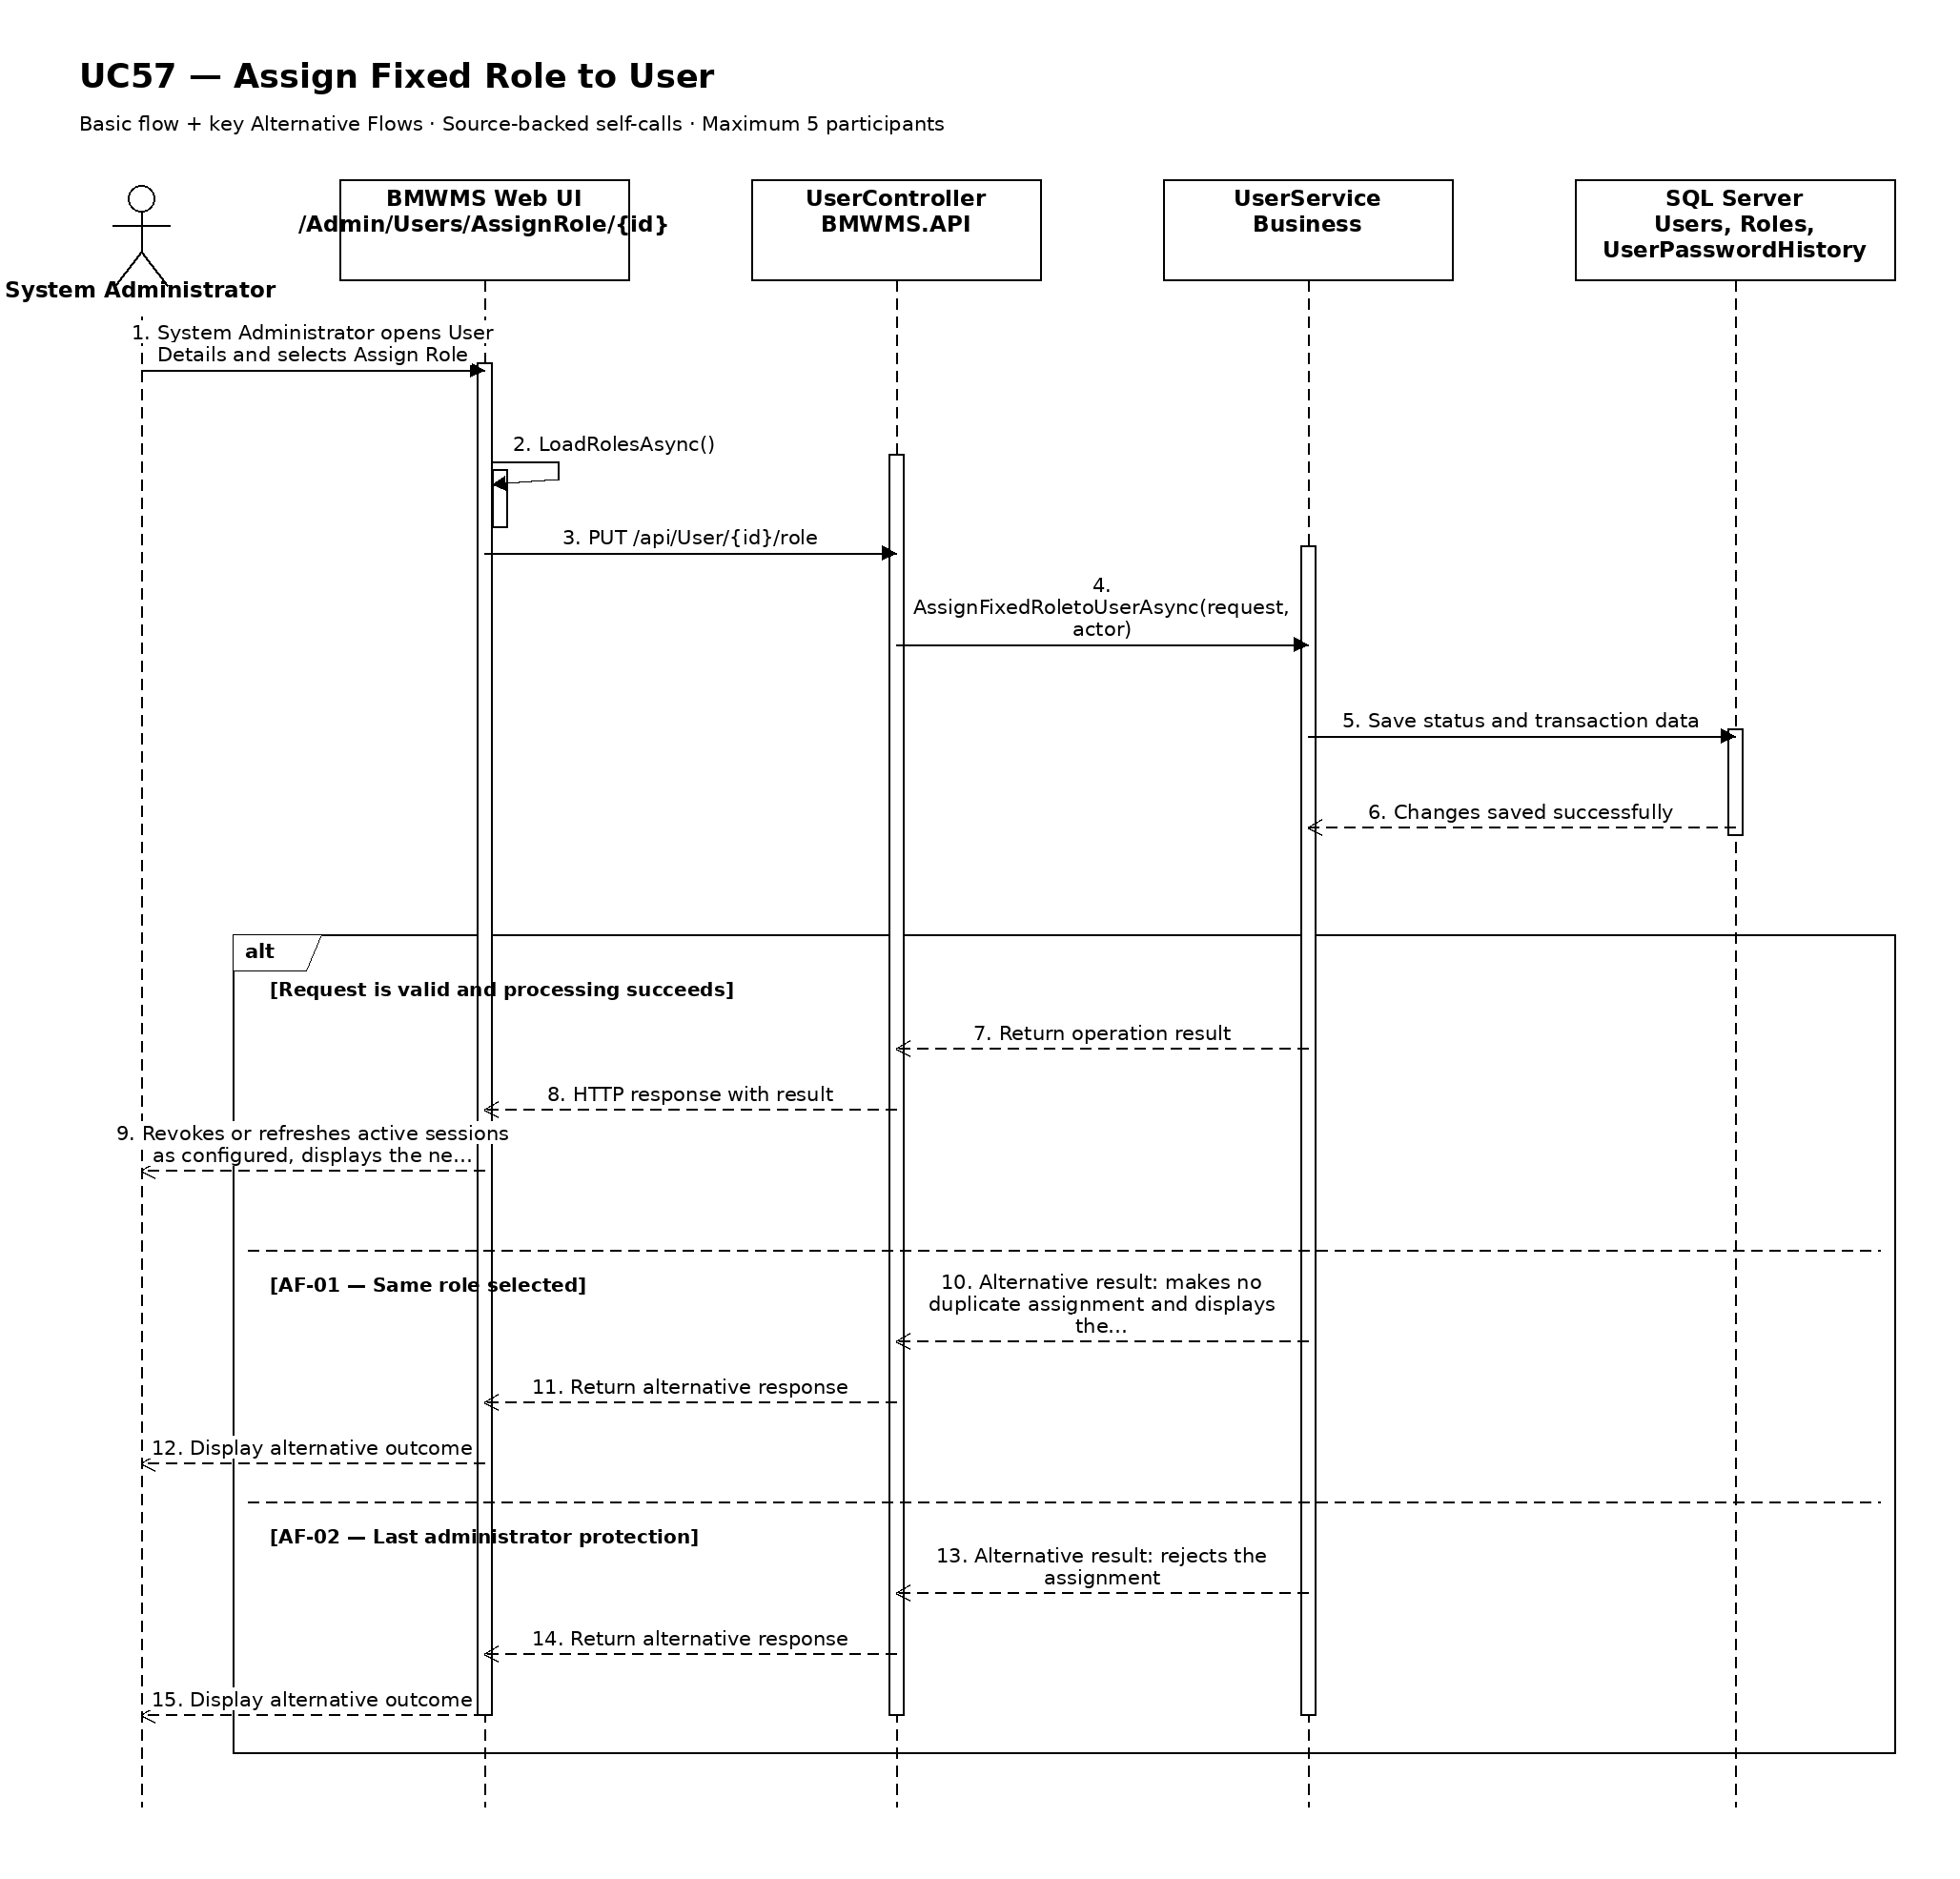 UC57 — Assign Fixed Role to User
Basic flow + key Alternative Flows · Source-backed self-calls · Maximum 5 participants
System Administrator
BMWMS Web UI
/Admin/Users/AssignRole/{id}
UserController
BMWMS.API
UserService
Business
SQL Server
Users, Roles,
UserPasswordHistory
1. System Administrator opens User
Details and selects Assign Role
2. LoadRolesAsync()
3. PUT /api/User/{id}/role
4.
AssignFixedRoletoUserAsync(request,
actor)
5. Save status and transaction data
6. Changes saved successfully
alt
[Request is valid and processing succeeds]
7. Return operation result
8. HTTP response with result
9. Revokes or refreshes active sessions
as configured, displays the ne...
[AF-01 — Same role selected]
10. Alternative result: makes no
duplicate assignment and displays
the...
11. Return alternative response
12. Display alternative outcome
[AF-02 — Last administrator protection]
13. Alternative result: rejects the
assignment
14. Return alternative response
15. Display alternative outcome